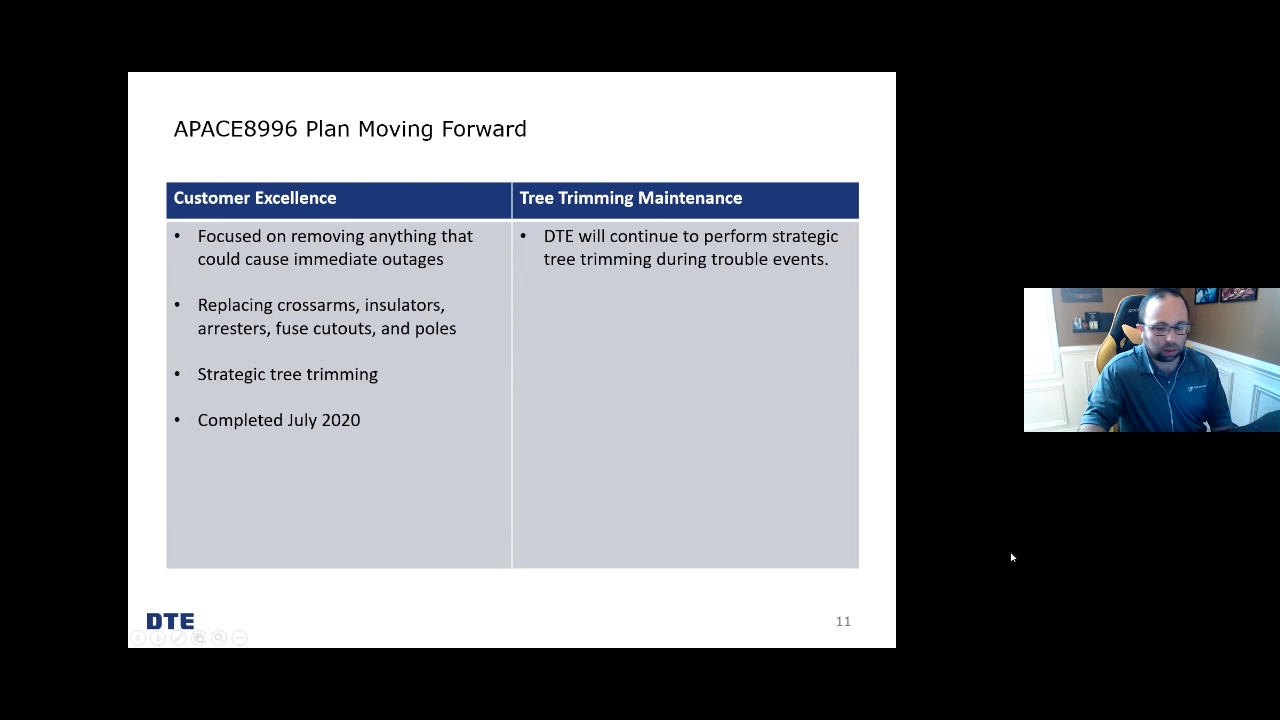 APACE8996 Plan Moving Forward
Customer Excellence
• Focused on removing anything that
could cause immediate outages
• Replacing crossarms, insulators,
arresters, fuse cutouts, and poles
• Strategic tree trimming
• Completed July 2020
Tree Trimming Maintenance
• DTE will continue to perform strategic
tree trimming during trouble events.
DTE
11